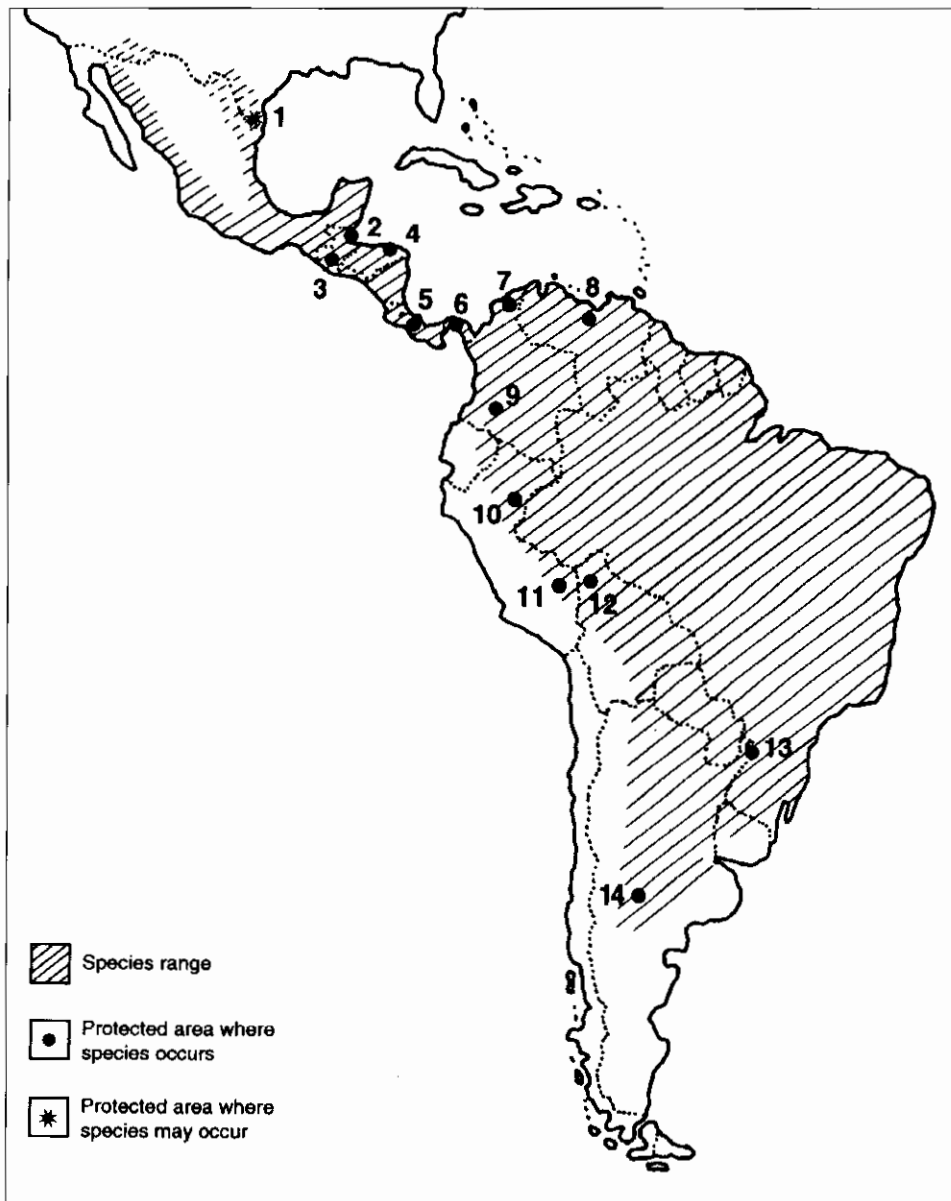 1
2
4
3
5
6
7
8
9
10
11
12
13
14
Species range
Protected area where
species occurs
Protected area where
species may occur